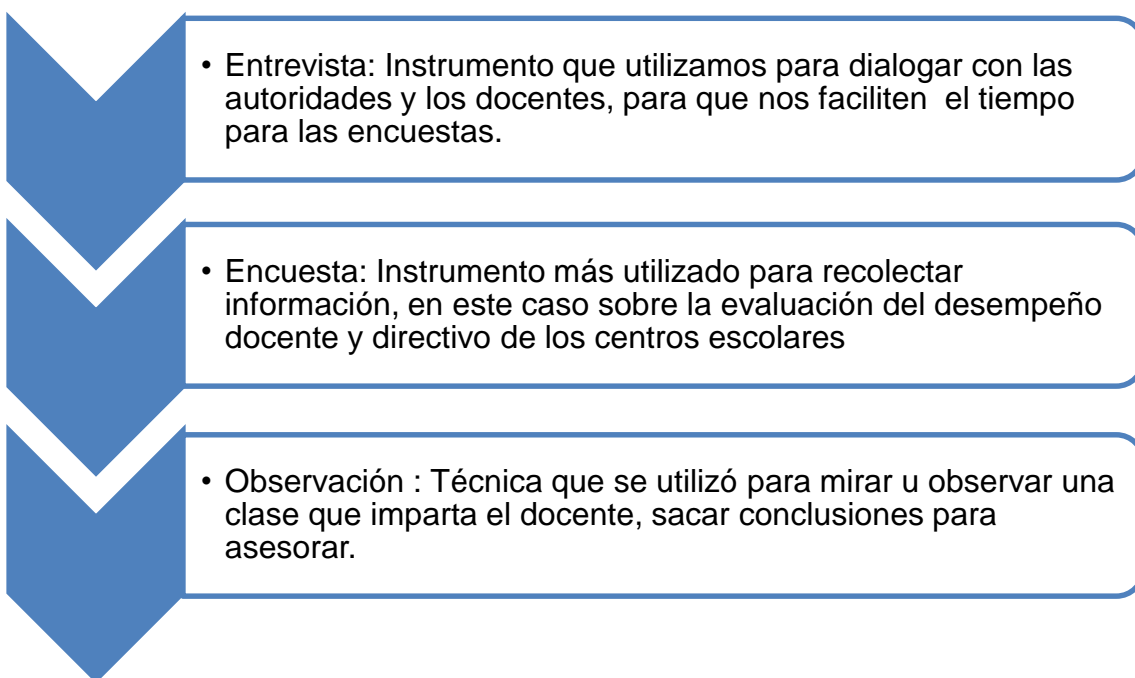 • Entrevista: Instrumento que utilizamos para dialogar con las
autoridades y los docentes, para que nos faciliten  el tiempo
para las encuestas.
• Encuesta: Instrumento más utilizado para recolectar
información, en este caso sobre la evaluación del desempeño
docente y directivo de los centros escolares
• Observación : Técnica que se utilizó para mirar u observar una
clase que imparta el docente, sacar conclusiones para
asesorar.